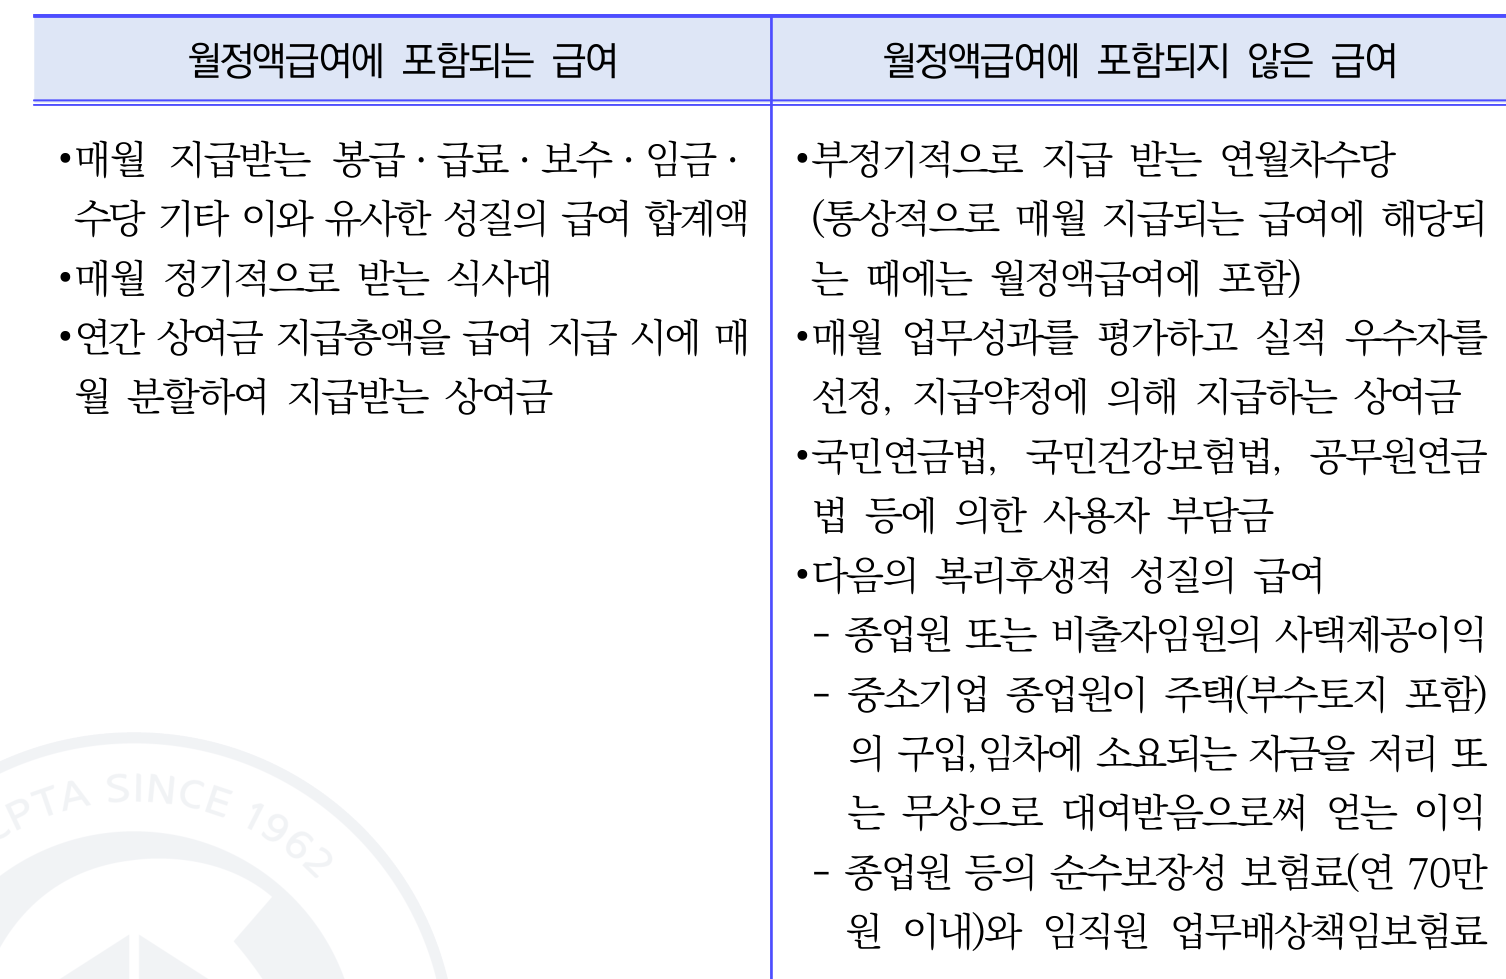 월정액급여에 포함되는 급여
월정액급여에 포함되지 않은 급여
•매월 지급받는 봉급 · 급료 · 보수 · 임금 ·
수당 기타 이와 유사한 성질의 급여 합계액
•매월 정기적으로 받는 식사대
•연간 상여금 지급총액을 급여 지급 시에 매
월 분할하여 지급받는 상여금
•부정기적으로 지급 받는 연월차수당
(통상적으로 매월 지급되는 급여에 해당되
는 때에는 월정액급여에 포함)
•매월 업무성과를 평가하고 실적 우수자를
선정, 지급약정에 의해 지급하는 상여금
•국민연금법, 국민건강보험법, 공무원연금
법 등에 의한 사용자 부담금
•다음의 복리후생적 성질의 급여
- 종업원 또는 비출자임원의 사택제공이익
- 중소기업 종업원이 주택(부수토지 포함)
의 구입,임차에 소요되는 자금을 저리 또
는 무상으로 대여받음으로써 얻는 이익
- 종업원 등의 순수보장성 보험료(연 70만
원 이내)와 임직원 업무배상책임보험료
CPTA SINCE 1962